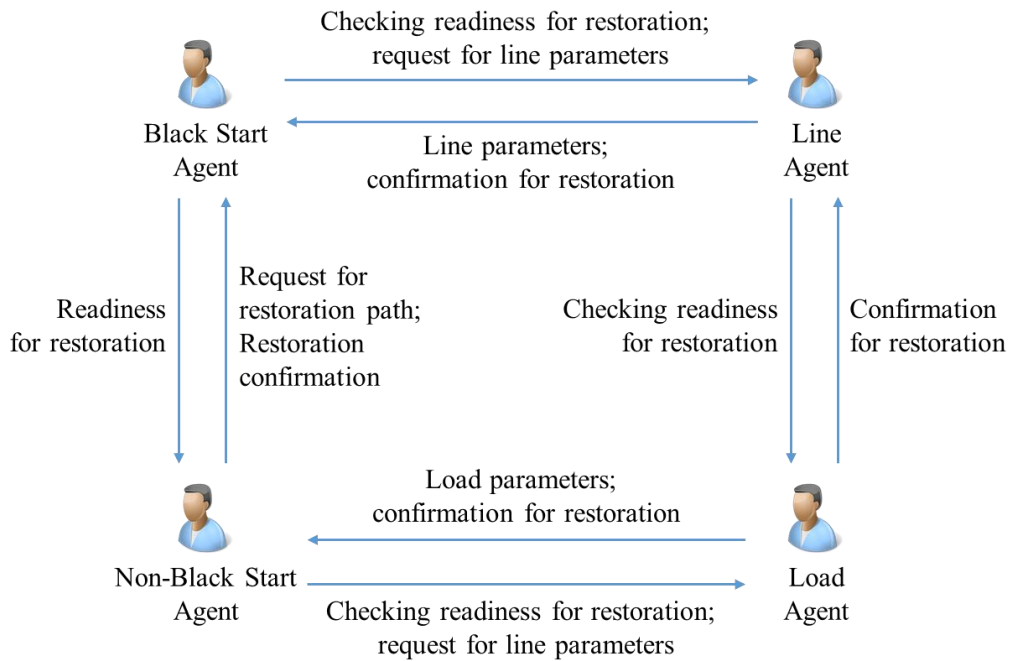 Checking readiness for restoration;
request for line parameters
Black Start
Agent
Line
Agent
Line parameters;
confirmation for restoration
Readiness
for restoration
Request for
restoration path;
Restoration
confirmation
Checking readiness
for restoration
Confirmation
for restoration
Load parameters;
confirmation for restoration
Non-Black Start
Agent
Load
Agent
Checking readiness for restoration;
request for line parameters